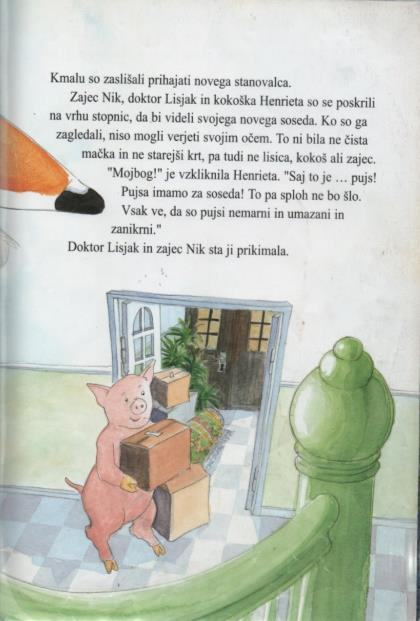 Kmalu so zaslišali prihajati novega stanovalca.
Zajec Nik, doktor Lisjak in kokoška Henrieta so se poskrili
na vrhu stopnic, da bi videli svojega novega soseda. Ko so ga
zagledali, niso mogli verjeti svojim očem. To ni bila ne čista
mačka in ne starejši krt, pa tudi ne lisica, kokoš ali zajec.
"Mojbog!" je vzkliknila Henrieta. "Saj to je ... pujs!
Pujsa imamo za soseda! To pa sploh ne bo šlo.
Vsak ve, da so pujsi nemarni in umazani in
zanikrni."
Doktor Lisjak in zajec Nik sta ji prikimala.